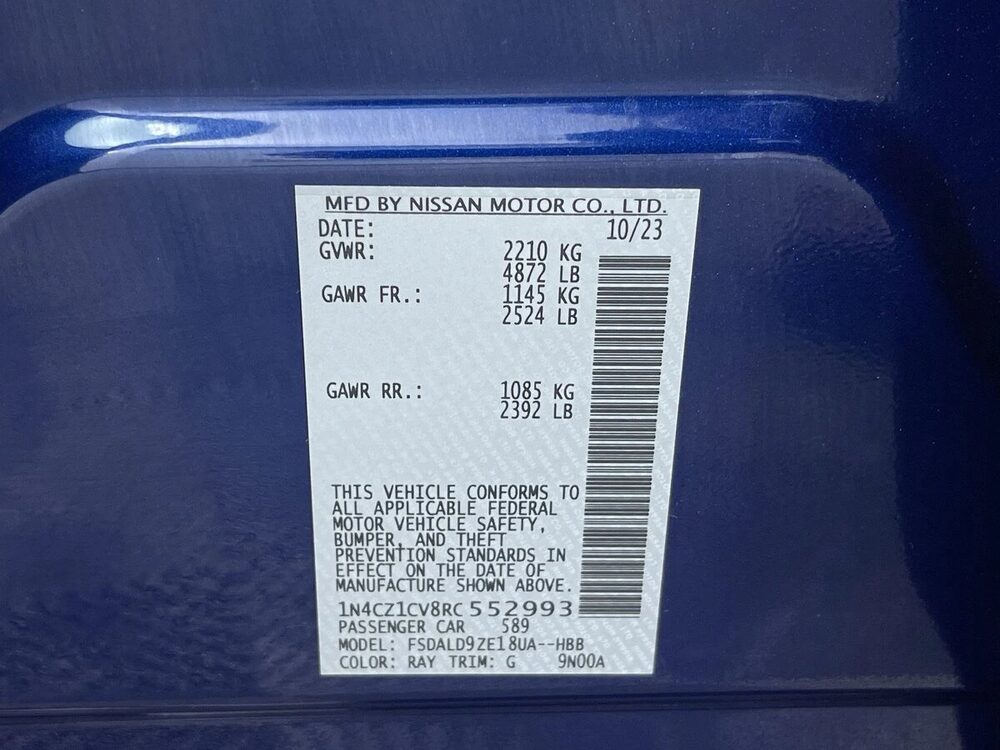 MFD BY NISSAN MOTOR CO., LTD.
DATE: 10/23
GVWR: 2210 KG
4872 LB
GAWR FR.: 1145 KG
2524 LB
GAWR RR.: 1085 KG
2392 LB
THIS VEHICLE CONFORMS TO
ALL APPLICABLE FEDERAL
MOTOR VEHICLE SAFETY,
BUMPER, AND THEFT
PREVENTION STANDARDS IN
EFFECT ON THE DATE OF
MANUFACTURE SHOWN ABOVE.
1N4CZ1CV8RC552993
PASSENGER CAR 589
MODEL: FSDALD9ZE18UA--HBB
COLOR: RAY TRIM: G 9N00A